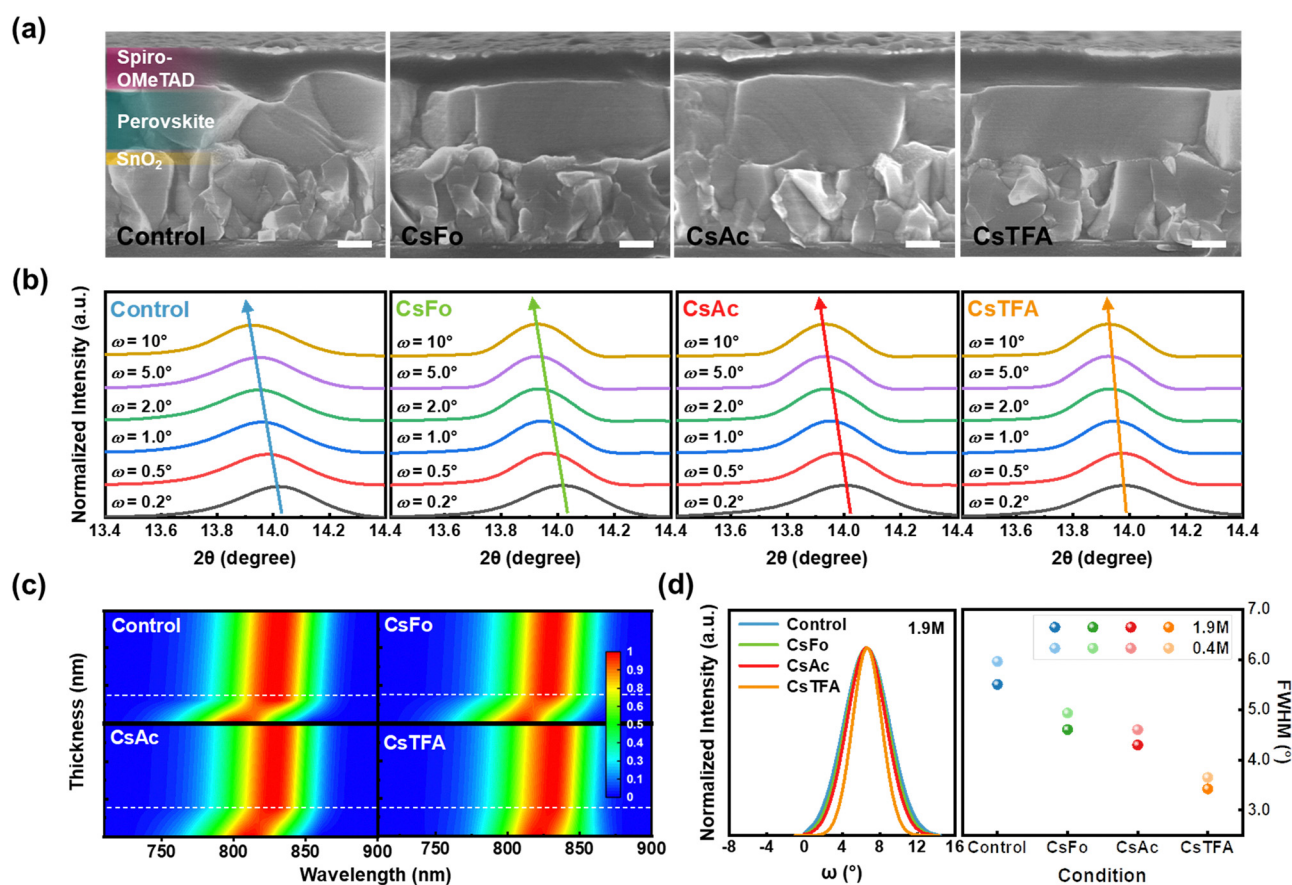 (a)
Spiro-
OMeTAD
Perovskite
SnO2
Control
CsFo
CsAc
CsTFA
(b)
Normalized Intensity (a.u.)
Control
ω = 10°
ω = 5.0°
ω = 2.0°
ω = 1.0°
ω = 0.5°
ω = 0.2°
13.4 13.6 13.8 14.0 14.2 14.4
2θ (degree)
CsFo
ω = 10°
ω = 5.0°
ω = 2.0°
ω = 1.0°
ω = 0.5°
ω = 0.2°
13.6 13.8 14.0 14.2 14.4
2θ (degree)
CsAc
ω = 10°
ω = 5.0°
ω = 2.0°
ω = 1.0°
ω = 0.5°
ω = 0.2°
13.6 13.8 14.0 14.2 14.4
2θ (degree)
CsTFA
ω = 10°
ω = 5.0°
ω = 2.0°
ω = 1.0°
ω = 0.5°
ω = 0.2°
13.6 13.8 14.0 14.2 14.4
2θ (degree)
(c)
Thickness (nm)
Control
CsFo
1
0.9
0.8
0.7
0.6
0.5
0.4
0.3
0.2
0.1
0
CsAc
CsTFA
750 800 850 900 750 800 850 900
Wavelength (nm)
(d)
Normalized Intensity (a.u.)
Control
CsFo
CsAc
CsTFA
1.9M
-8 -4 0 4 8 12 16
ω (°)
1.9M
0.4M
7.0
6.0
5.0
4.0
3.0
FWHM (°)
Control CsFo CsAc CsTFA
Condition